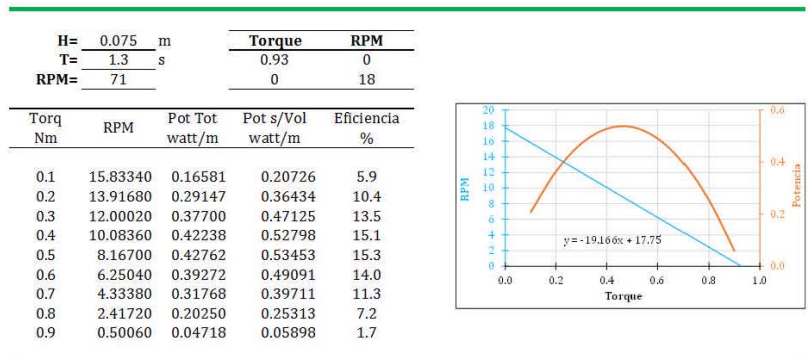 H= 0.075 m Torque RPM
T= 1.3 s 0.93 0
RPM= 71 0 18
Torq Nm RPM Pot Tot watt/m Pot s/Vol watt/m Eficiencia %
0.1 15.83340 0.16581 0.20726 5.9
0.2 13.91680 0.29147 0.36434 10.4
0.3 12.00020 0.37700 0.47125 13.5
0.4 10.08360 0.42238 0.52798 15.1
0.5 8.16700 0.42762 0.53453 15.3
0.6 6.25040 0.39272 0.49091 14.0
0.7 4.33380 0.31768 0.39711 11.3
0.8 2.41720 0.20250 0.25313 7.2
0.9 0.50060 0.04718 0.05898 1.7
RPM
20
18
16
14
12
10
8
6
4
2
0
y = -19.166x + 17.75
0.0 0.2 0.4 0.6 0.8 1.0
Torque
0.6
0.4
0.2
0.0
Potencia